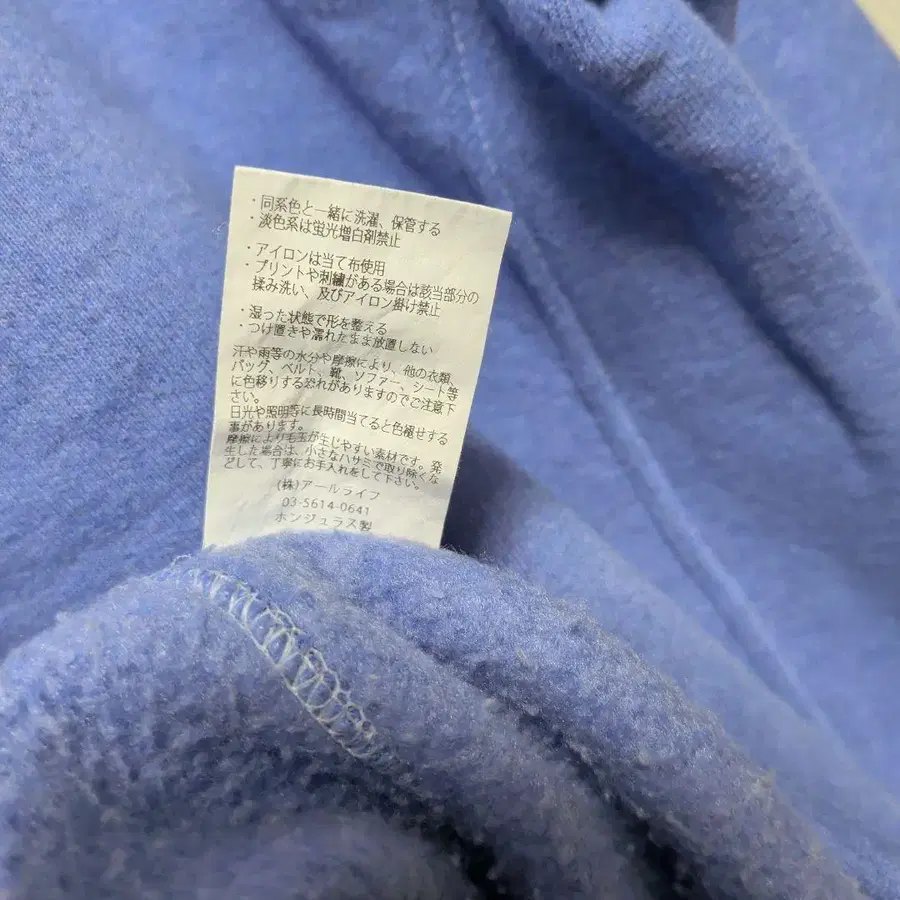 ・同系色と一緒に洗濯、保管する
・淡色系は蛍光増白剤禁止
・アイロンは当て布使用
・プリントや刺繍がある場合は該当部分の
揉み洗い、及びアイロン掛け禁止
・湿った状態で形を整える
・つけ置きや濡れたまま放置しない
汗や雨等の水分や摩擦により、他の衣類、
バッグ、ベルト、靴、ソファー、シート等
に色移りする恐れがありますのでご注意下
さい。
日光や照明等に長時間当てると色褪せする
事があります。
摩擦により毛玉が生じやすい素材です。発
生した場合は、小さなハサミで取り除くな
どして、丁寧にお手入れをして下さい。
(株)アールライフ
03-5614-0641
ホンジュラス製